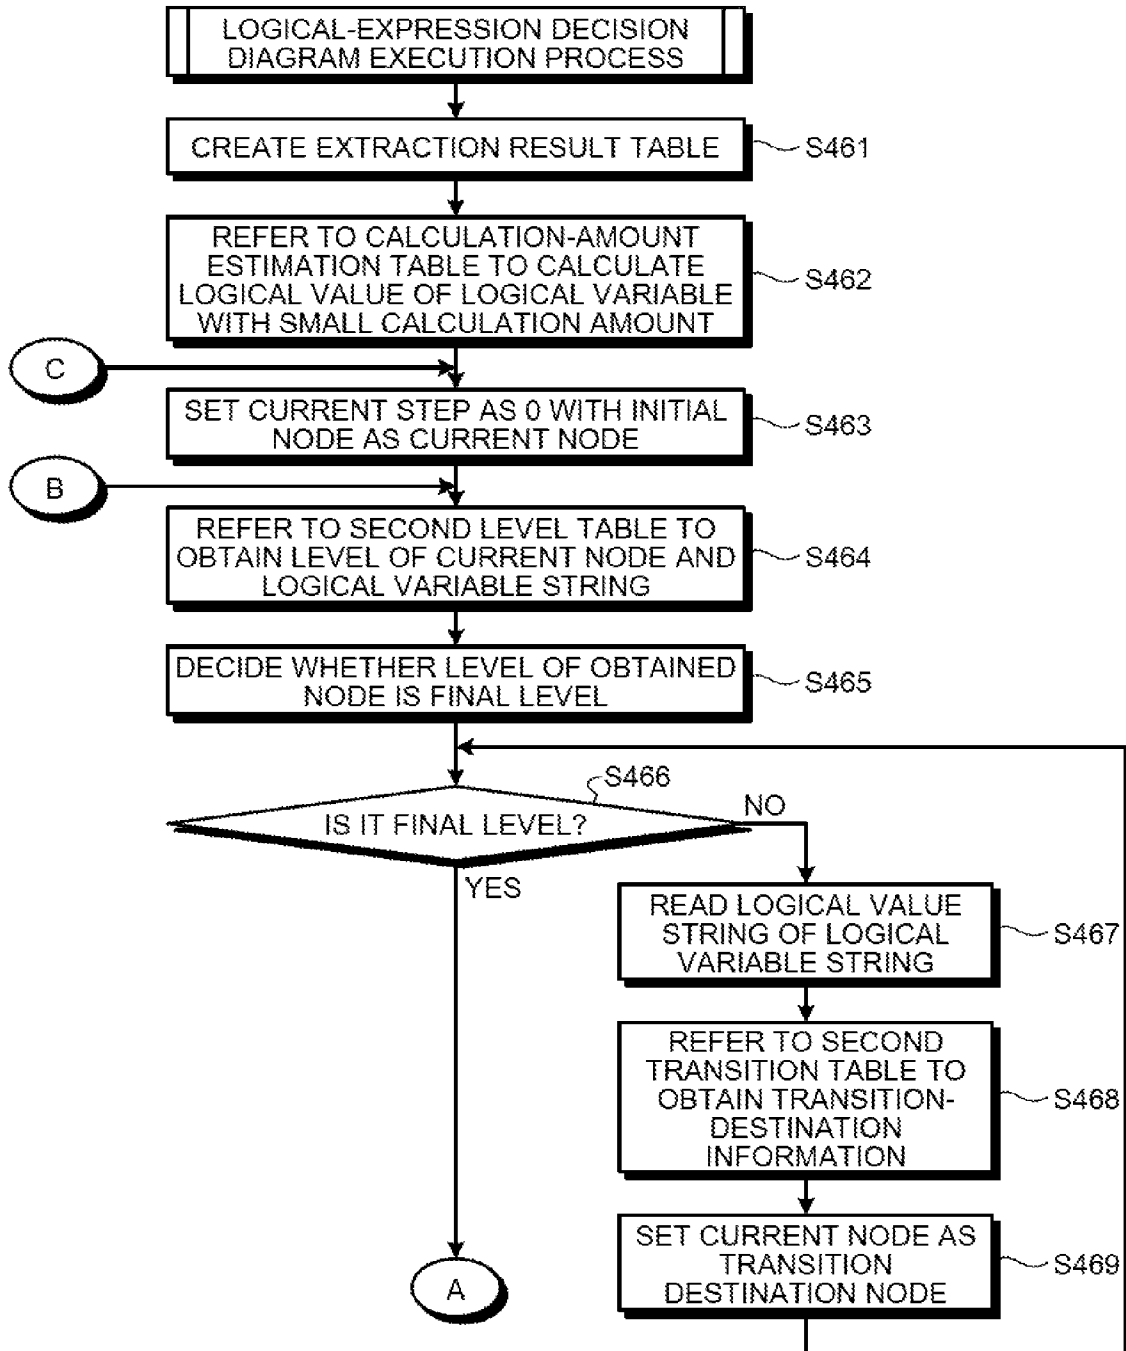 LOGICAL-EXPRESSION DECISION
DIAGRAM EXECUTION PROCESS
CREATE EXTRACTION RESULT TABLE
S461
REFER TO CALCULATION-AMOUNT
ESTIMATION TABLE TO CALCULATE
LOGICAL VALUE OF LOGICAL VARIABLE
WITH SMALL CALCULATION AMOUNT
S462
C
SET CURRENT STEP AS 0 WITH INITIAL
NODE AS CURRENT NODE
S463
B
REFER TO SECOND LEVEL TABLE TO
OBTAIN LEVEL OF CURRENT NODE AND
LOGICAL VARIABLE STRING
S464
DECIDE WHETHER LEVEL OF OBTAINED
NODE IS FINAL LEVEL
S465
S466
IS IT FINAL LEVEL?
NO
YES
READ LOGICAL VALUE
STRING OF LOGICAL
VARIABLE STRING
S467
REFER TO SECOND
TRANSITION TABLE TO
OBTAIN TRANSITION-
DESTINATION
INFORMATION
S468
SET CURRENT NODE AS
TRANSITION
DESTINATION NODE
S469
A